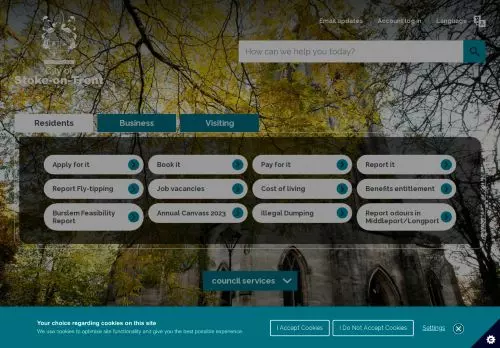 Email updates
Account log in
Language
City of
Stoke-on-Trent
How can we help you today?
Residents
Business
Visiting
Apply for it
Book it
Pay for it
Report it
Report Fly-tipping
Job vacancies
Cost of living
Benefits entitlement
Burslem Feasibility
Report
Annual Canvass 2023
Illegal Dumping
Report odours in
Middleport/Longport
council services
Your choice regarding cookies on this site
We use cookies to optimise site functionality and give you the best possible experience.
I Accept Cookies
I Do Not Accept Cookies
Settings